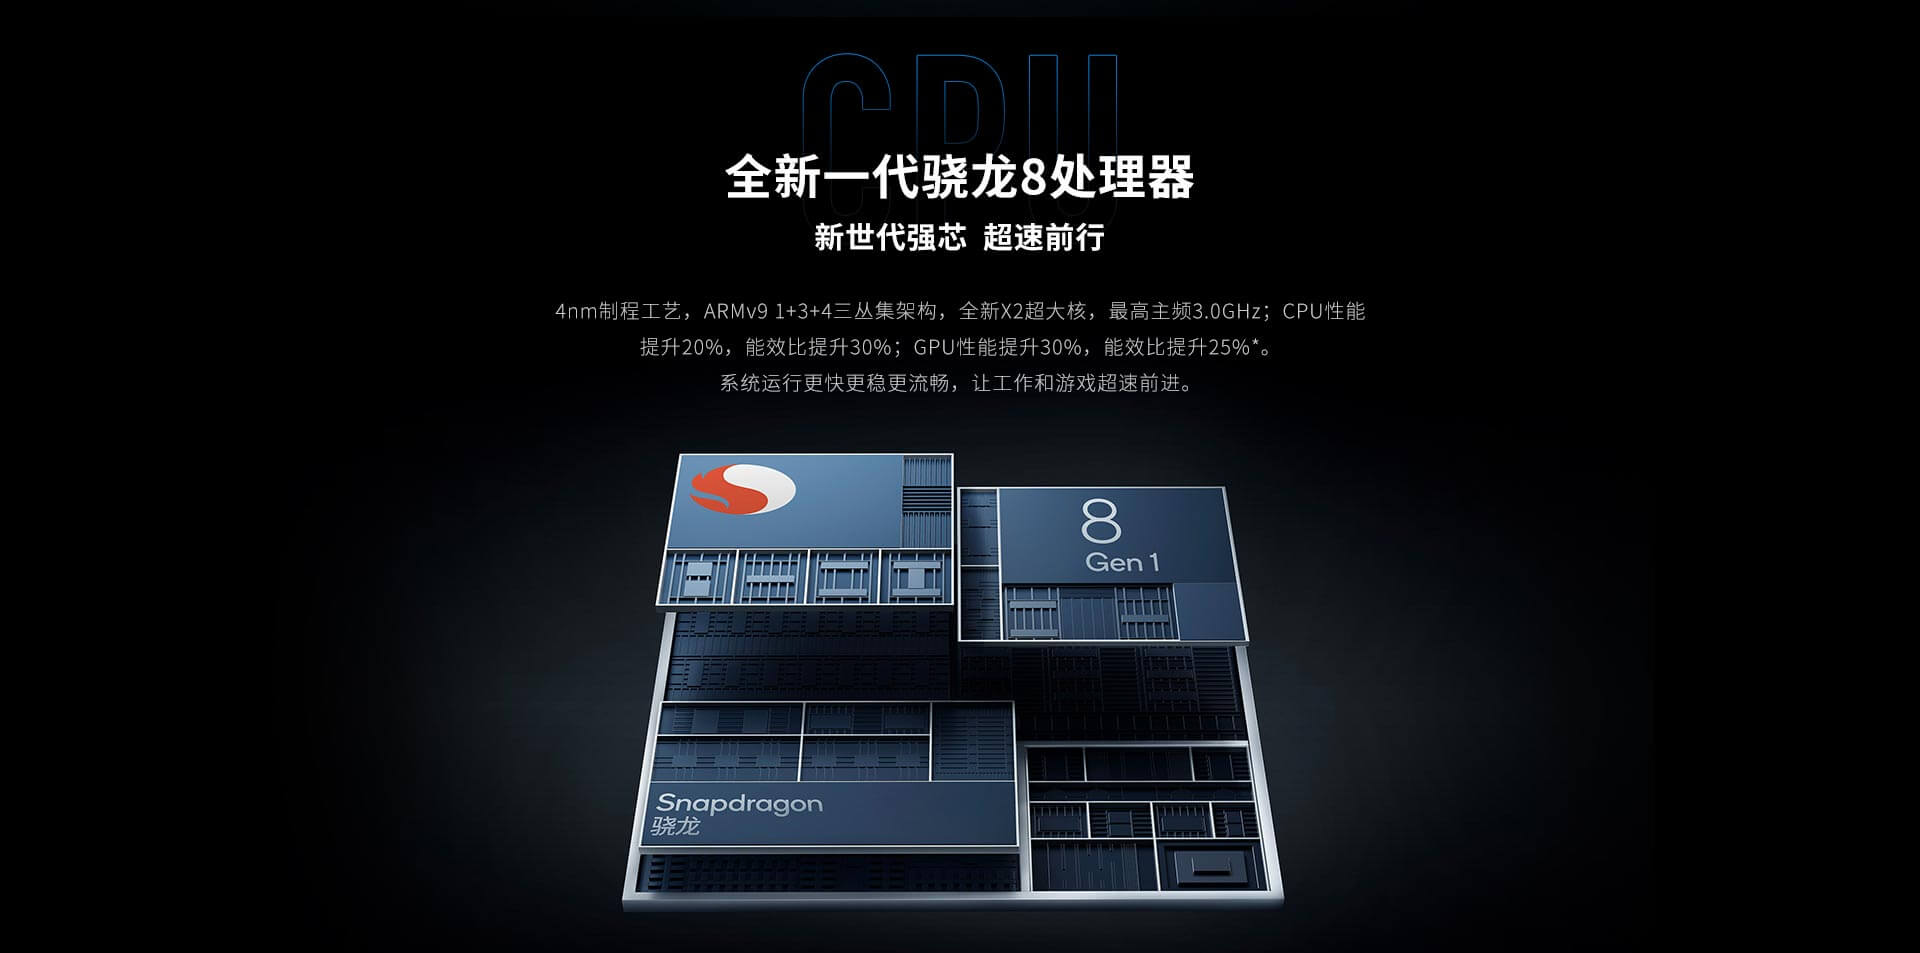 CPU
全新一代骁龙8处理器
新世代强芯 超速前行
4nm制程工艺，ARMv9 1+3+4三丛集架构，全新X2超大核，最高主频3.0GHz；CPU性能
提升20%，能效比提升30%；GPU性能提升30%，能效比提升25%*。
系统运行更快更稳更流畅，让工作和游戏超速前进。
8
Gen 1
Snapdragon
骁龙